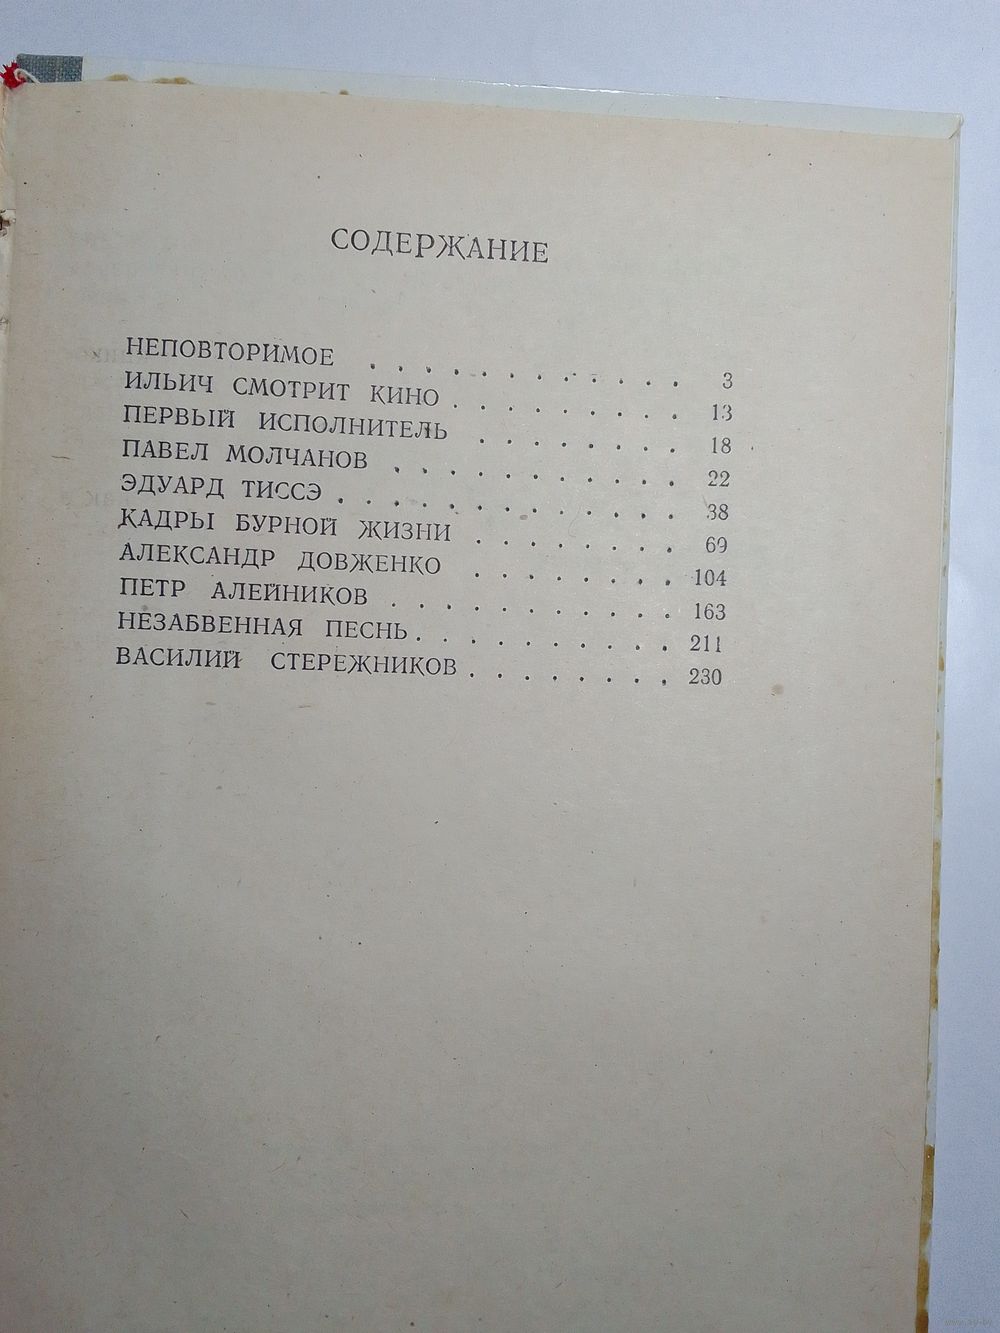 СОДЕРЖАНИЕ
НЕПОВТОРИМОЕ . . . . . . . . . . . . 3
ИЛЬИЧ СМОТРИТ КИНО . . . . . . . . . 13
ПЕРВЫЙ ИСПОЛНИТЕЛЬ . . . . . . . . 18
ПАВЕЛ МОЛЧАНОВ . . . . . . . . . . . 22
ЭДУАРД ТИССЭ . . . . . . . . . . . . . 38
КАДРЫ БУРНОЙ ЖИЗНИ . . . . . . . . 69
АЛЕКСАНДР ДОВЖЕНКО . . . . . . . . 104
ПЕТР АЛЕЙНИКОВ . . . . . . . . . . . 163
НЕЗАБВЕННАЯ ПЕСНЬ . . . . . . . . . . 211
ВАСИЛИЙ СТЕРЕЖНИКОВ . . . . . . . . 230